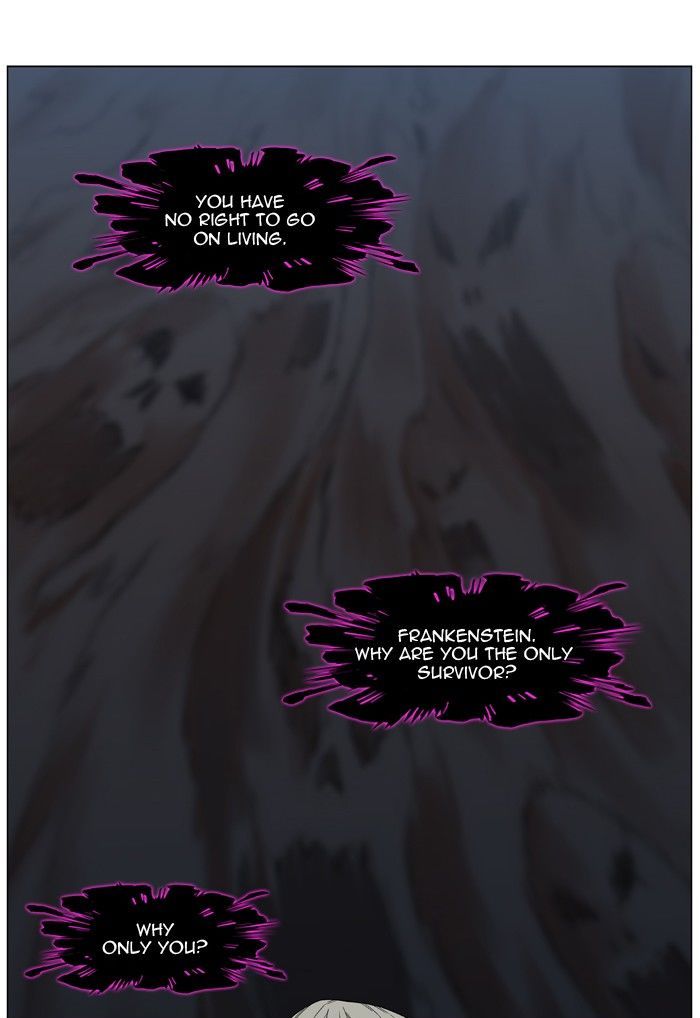 YOU HAVE
NO RIGHT TO GO
ON LIVING.
FRANKENSTEIN.
WHY ARE YOU THE ONLY
SURVIVOR?
WHY
ONLY YOU?